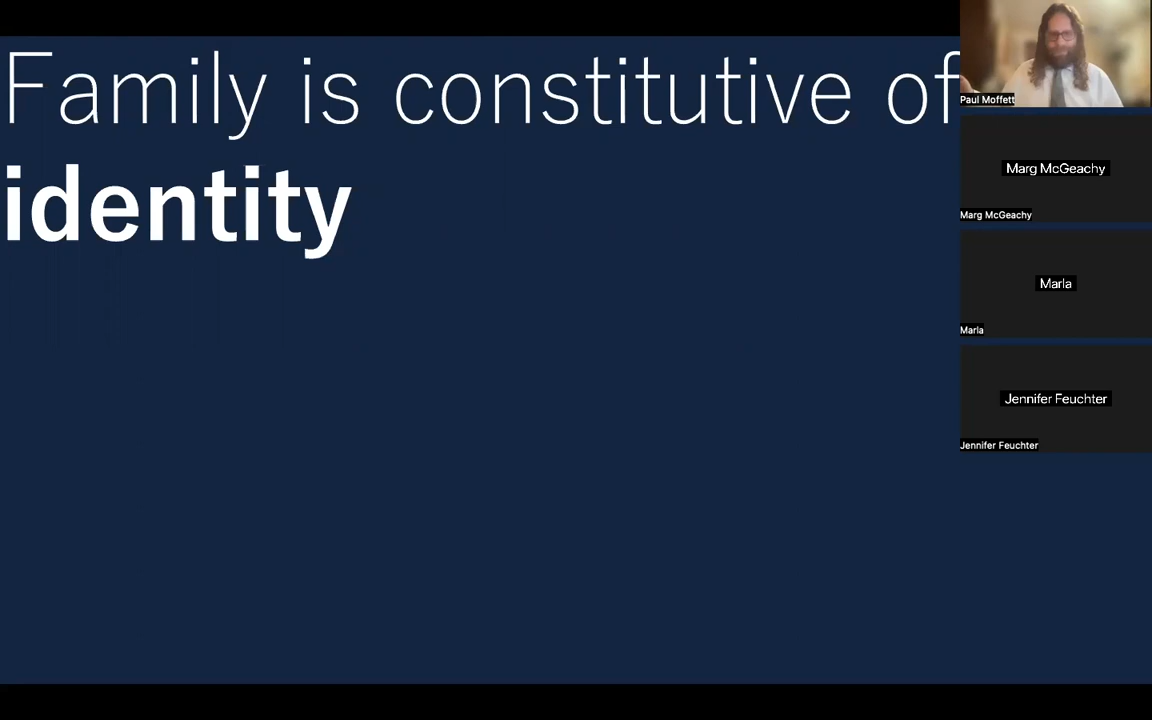 Family is constitutive of
identity
Paul Moffett
Marg McGeachy
Marg McGeachy
Marla
Marla
Jennifer Feuchter
Jennifer Feuchter